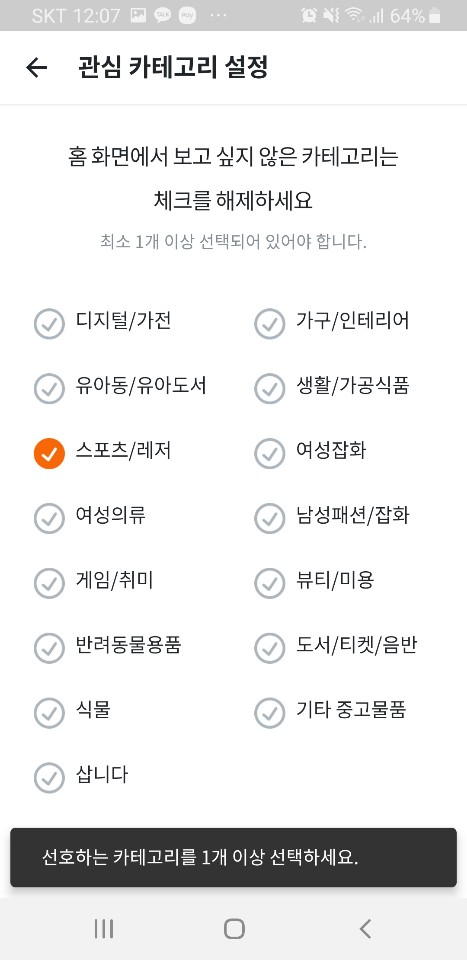 SKT 12:07 TALK Pay ... 64%
관심 카테고리 설정
홈 화면에서 보고 싶지 않은 카테고리는
체크를 해제하세요
최소 1개 이상 선택되어 있어야 합니다.
디지털/가전 가구/인테리어
유아동/유아도서 생활/가공식품
스포츠/레저 여성잡화
여성의류 남성패션/잡화
게임/취미 뷰티/미용
반려동물용품 도서/티켓/음반
식물 기타 중고물품
삽니다
선호하는 카테고리를 1개 이상 선택하세요.